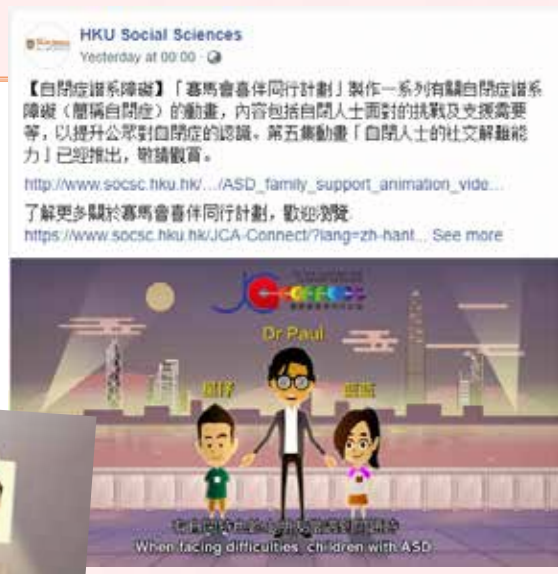 HKU Social Sciences
Yesterday at 00:00
【自閉症譜系障礙】「賽馬會喜伴同行計劃」製作一系列有關自閉症譜系
障礙（簡稱自閉症）的動畫，內容包括自閉人士面對的挑戰及支援需要
等，以提升公眾對自閉症的認識。第五集動畫「自閉人士的社交解難能
力」已經推出，敬請觀賞。
http://www.socsc.hku.hk/.../ASD_family_support_animation_vide...
了解更多關於賽馬會喜伴同行計劃，歡迎瀏覽
https://www.socsc.hku.hk/JCA-Connect/?lang=zh-hant... See more
Dr Paul
When facing difficulties, children with ASD